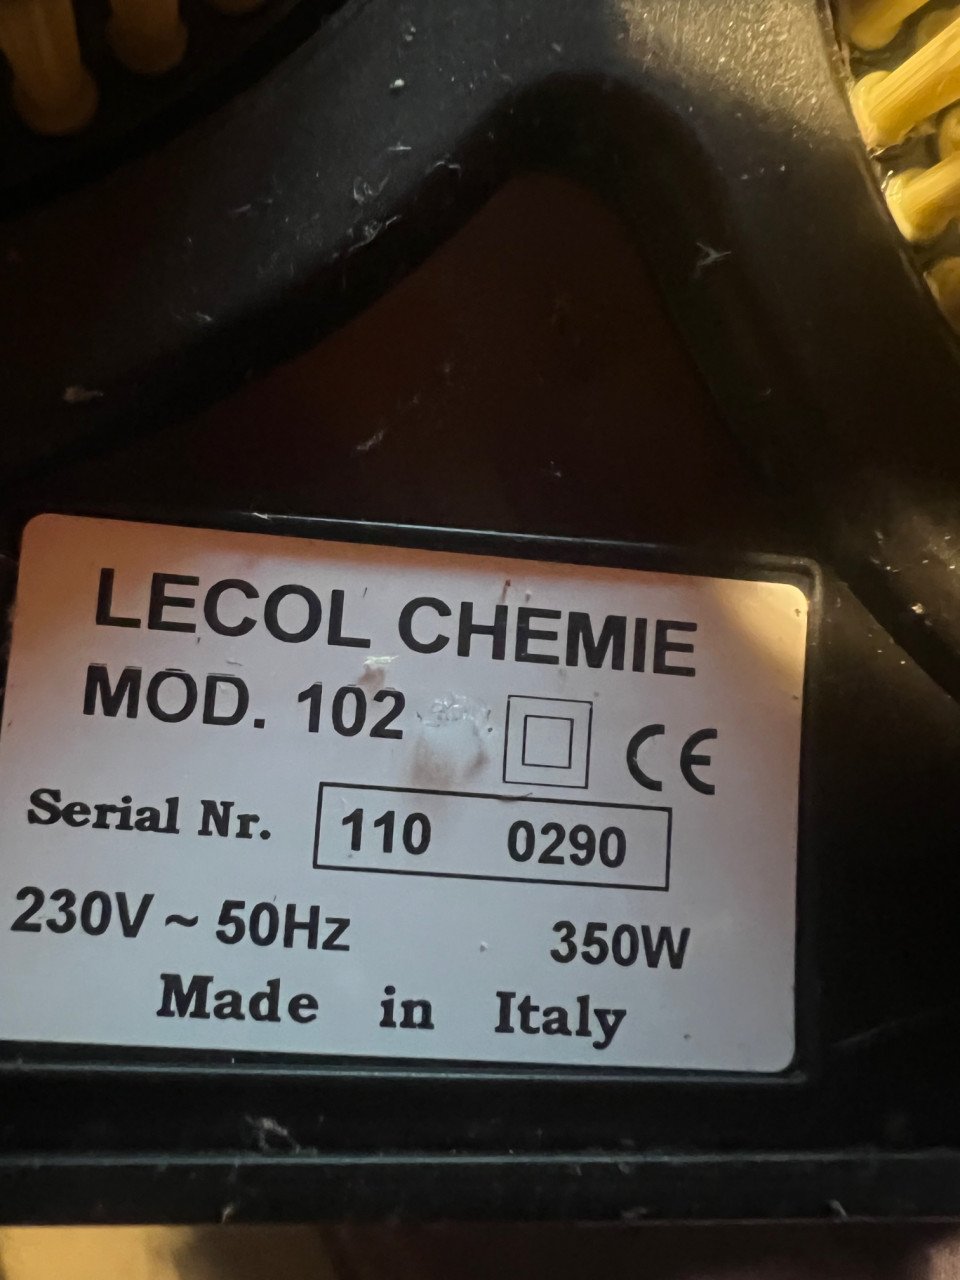 LECOL CHEMIE
MOD. 102 CE
Serial Nr. 110 0290
230V ~ 50Hz 350W
Made in Italy